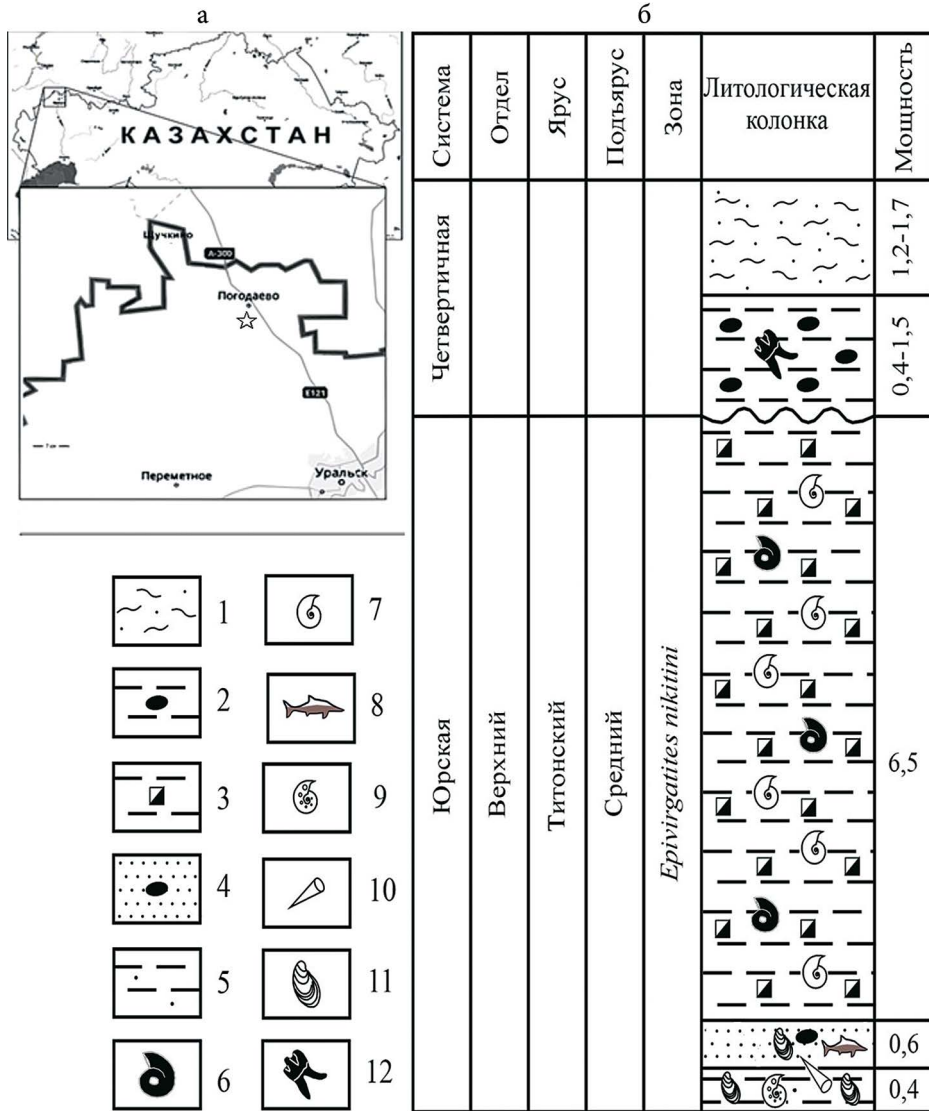 а
б
КАЗАХСТАН
Щучкино
А-300
Погодаево
E121
Переметное
Уральск
1
2
3
4
5
6
7
8
9
10
11
12
Система
Отдел
Ярус
Подъярус
Зона
Литологическая
колонка
Мощность
Четвертичная
1,2-1,7
0,4-1,5
Юрская
Верхний
Титонский
Средний
Epivirgatites nikitini
6,5
0,6
0,4